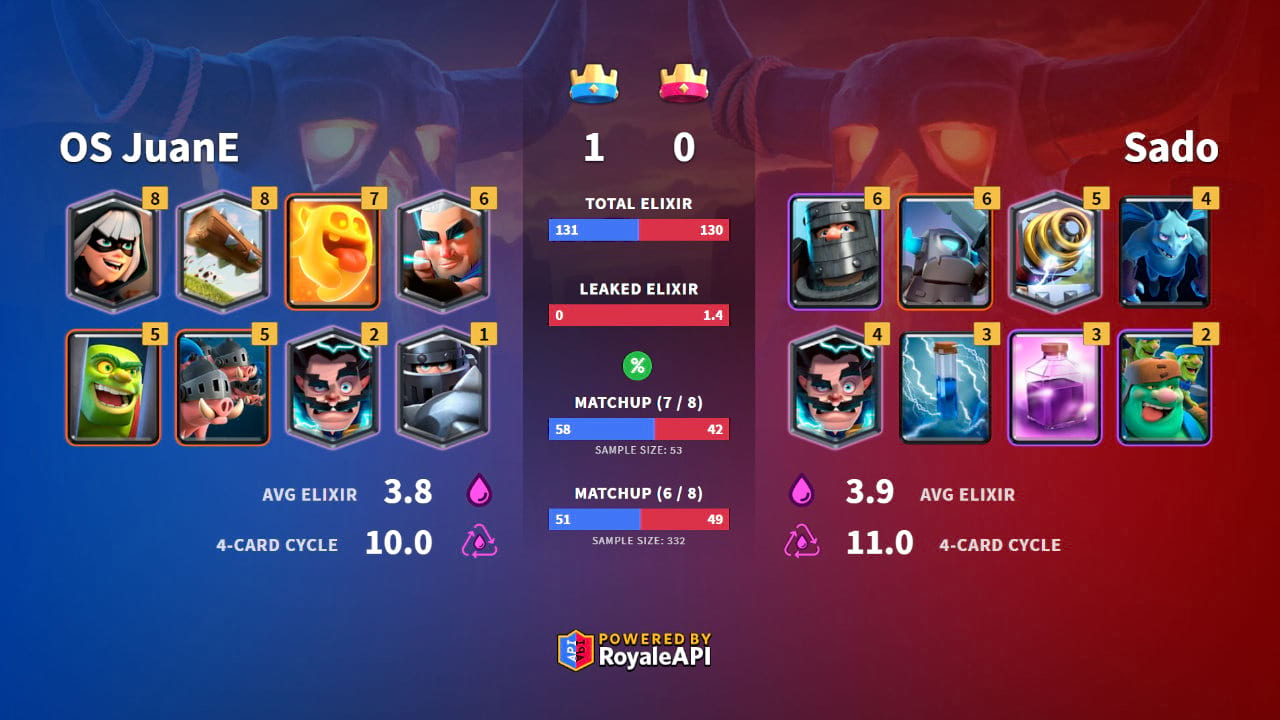 OS JuanE
8 8 7 6
5 5 2 1
AVG ELIXIR 3.8
4-CARD CYCLE 10.0
1 0
TOTAL ELIXIR
131 130
LEAKED ELIXIR
0 1.4
%
MATCHUP (7 / 8)
58 42
SAMPLE SIZE: 53
MATCHUP (6 / 8)
51 49
SAMPLE SIZE: 332
Sado
6 6 5 4
4 3 3 2
3.9 AVG ELIXIR
11.0 4-CARD CYCLE
API
POWERED BY
RoyaleAPI